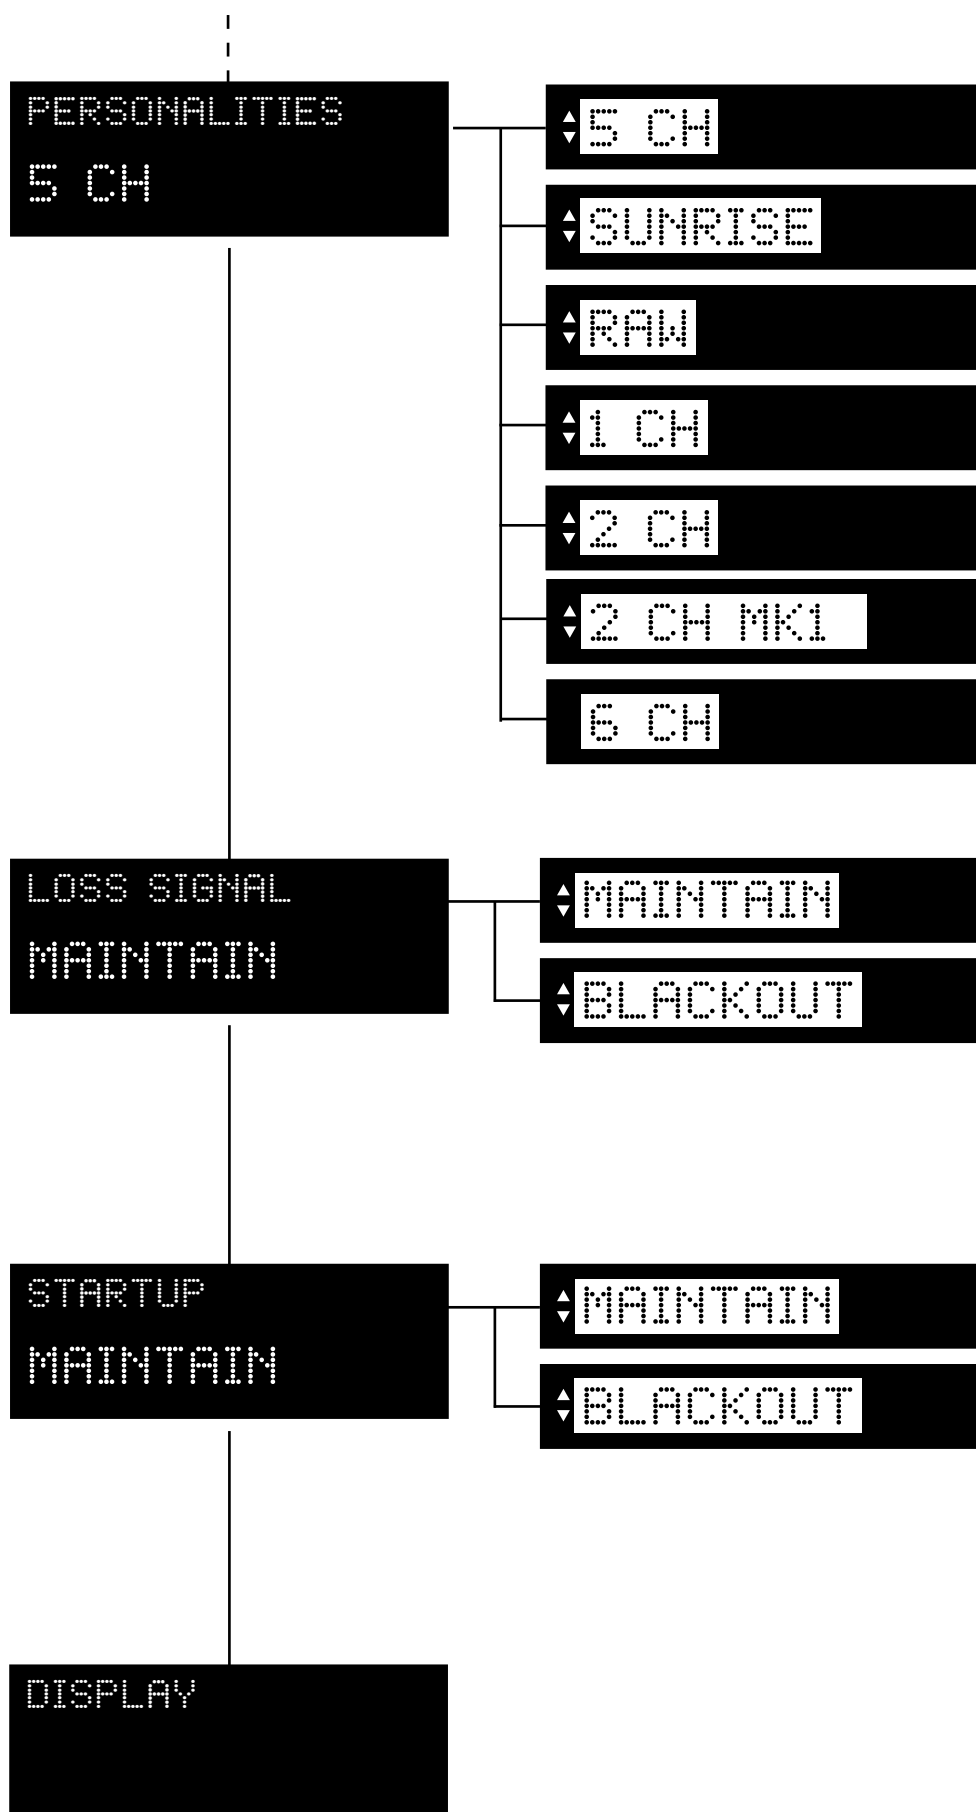 PERSONALITIES
5 CH
5 CH
SUNRISE
RAW
1 CH
2 CH
2 CH MK1
6 CH
LOSS SIGNAL
MAINTAIN
MAINTAIN
BLACKOUT
STARTUP
MAINTAIN
MAINTAIN
BLACKOUT
DISPLAY